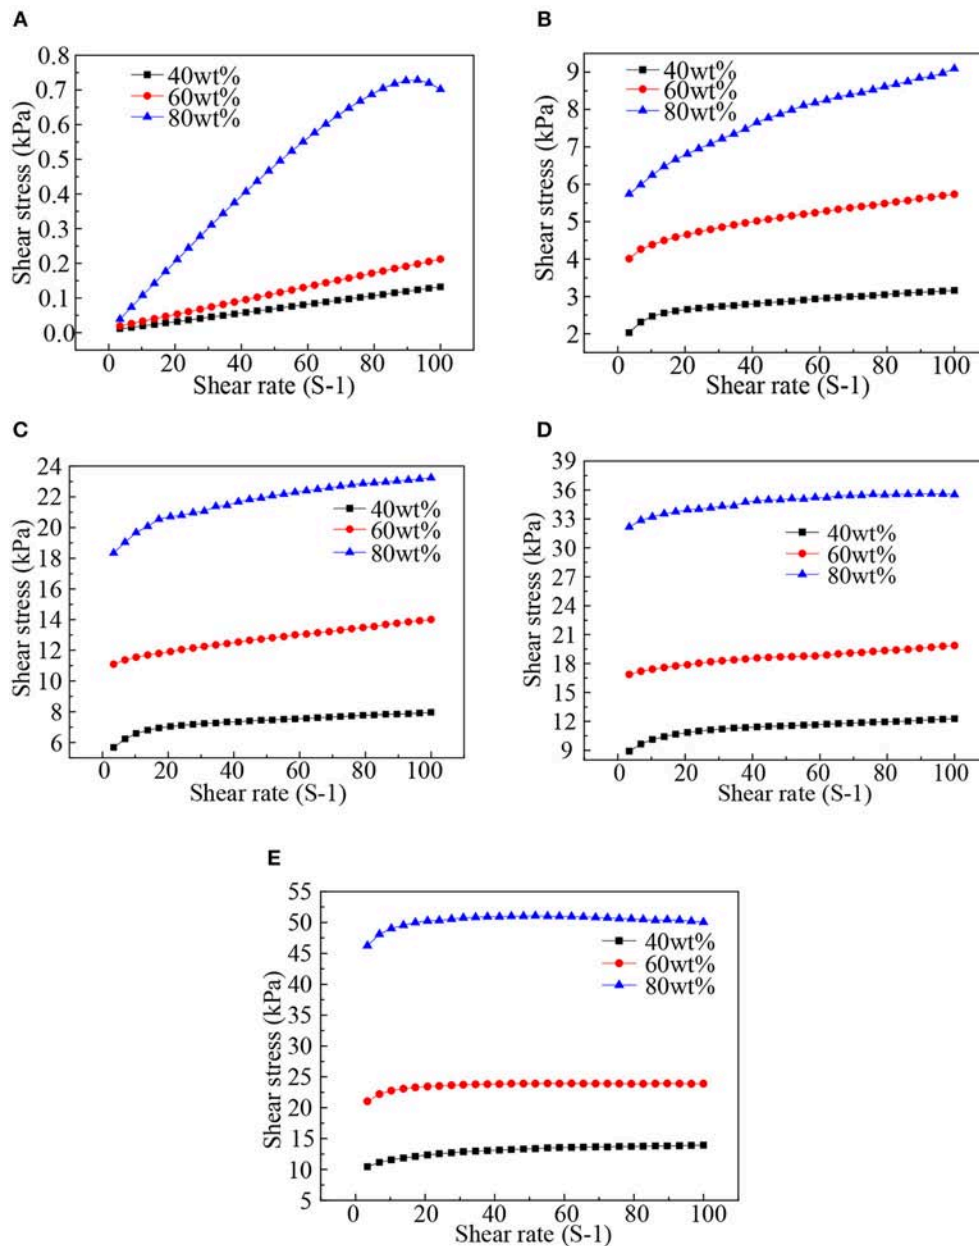 A
0.8
0.7
0.6
0.5
0.4
0.3
0.2
0.1
0.0
Shear stress (kPa)
40wt%
60wt%
80wt%
0 20 40 60 80 100
Shear rate (S-1)
B
9
8
7
6
5
4
3
2
Shear stress (kPa)
40wt%
60wt%
80wt%
0 20 40 60 80 100
Shear rate (S-1)
C
24
22
20
18
16
14
12
10
8
6
Shear stress (kPa)
40wt%
60wt%
80wt%
0 20 40 60 80 100
Shear rate (S-1)
D
39
36
33
30
27
24
21
18
15
12
9
Shear stress (kPa)
40wt%
60wt%
80wt%
0 20 40 60 80 100
Shear rate (S-1)
E
55
50
45
40
35
30
25
20
15
10
5
Shear stress (kPa)
40wt%
60wt%
80wt%
0 20 40 60 80 100
Shear rate (S-1)